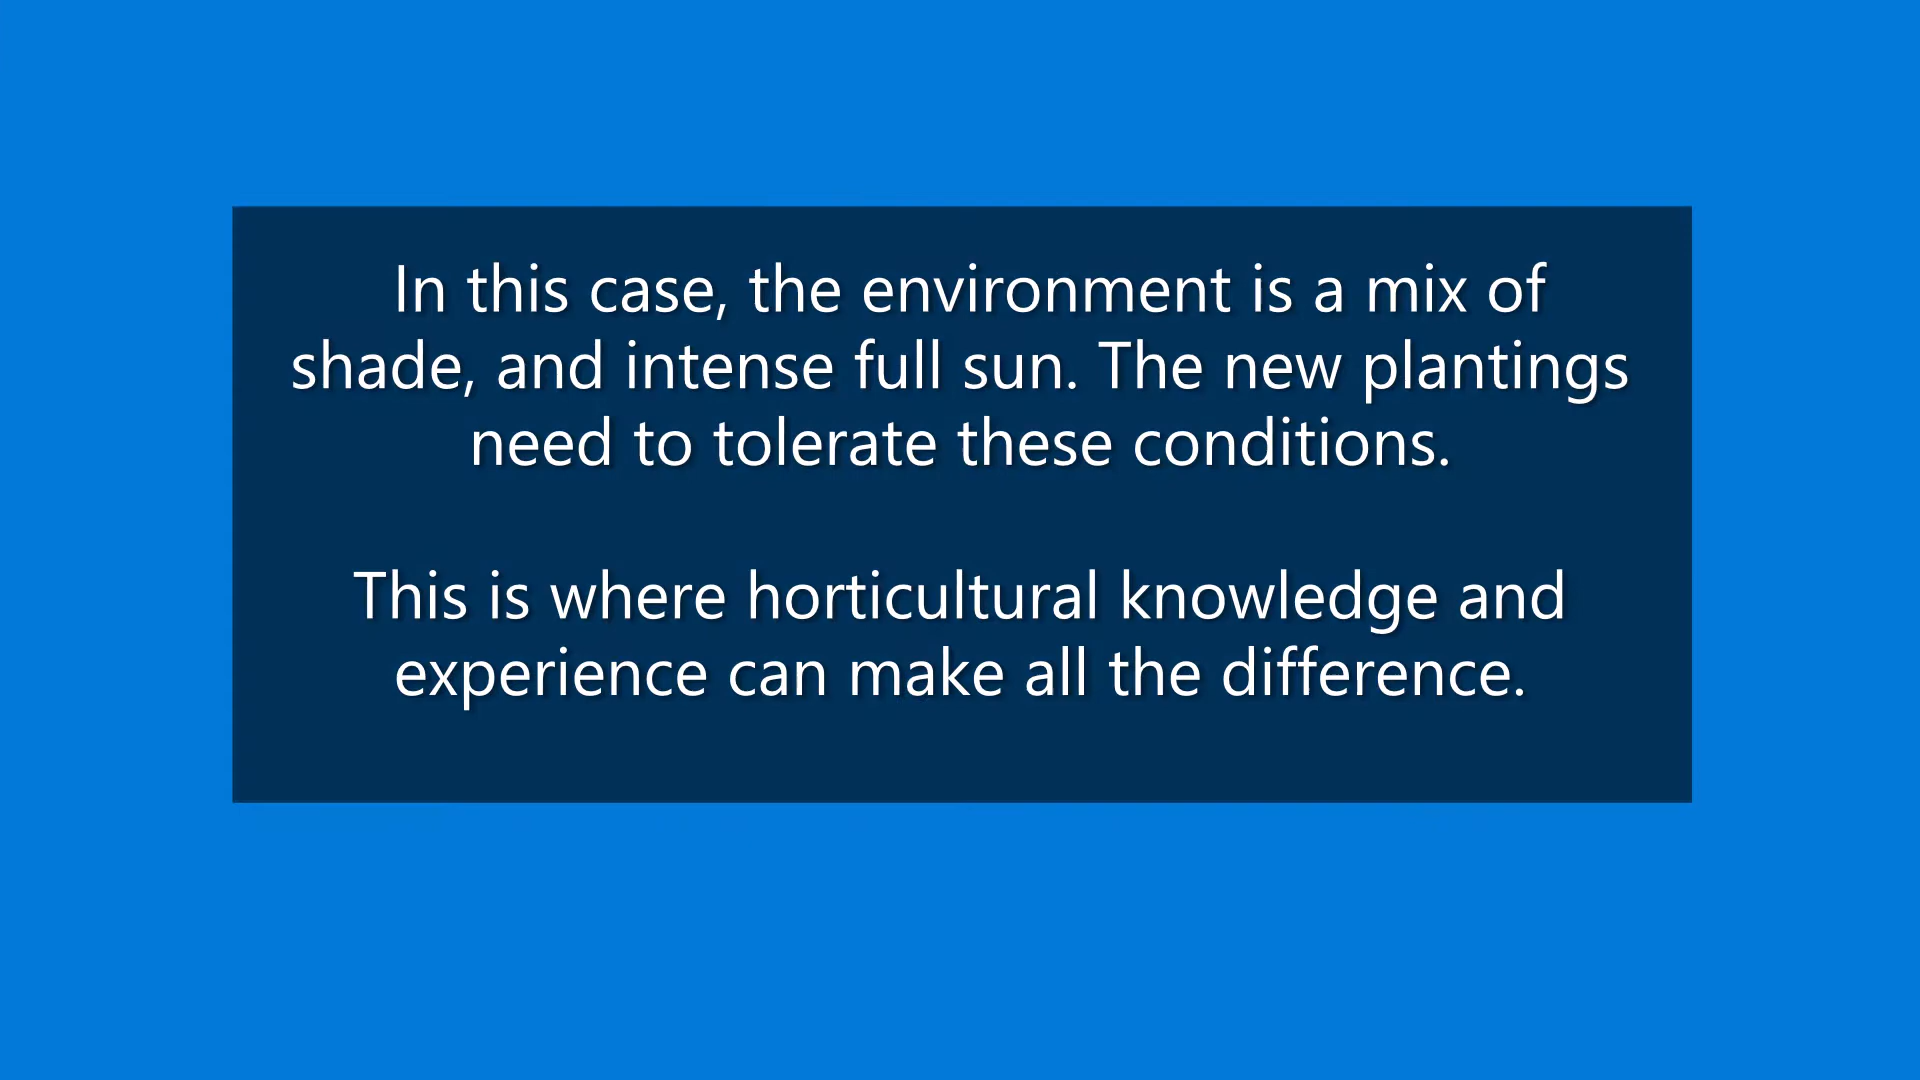 In this case, the environment is a mix of
shade, and intense full sun. The new plantings
need to tolerate these conditions.
This is where horticultural knowledge and
experience can make all the difference.